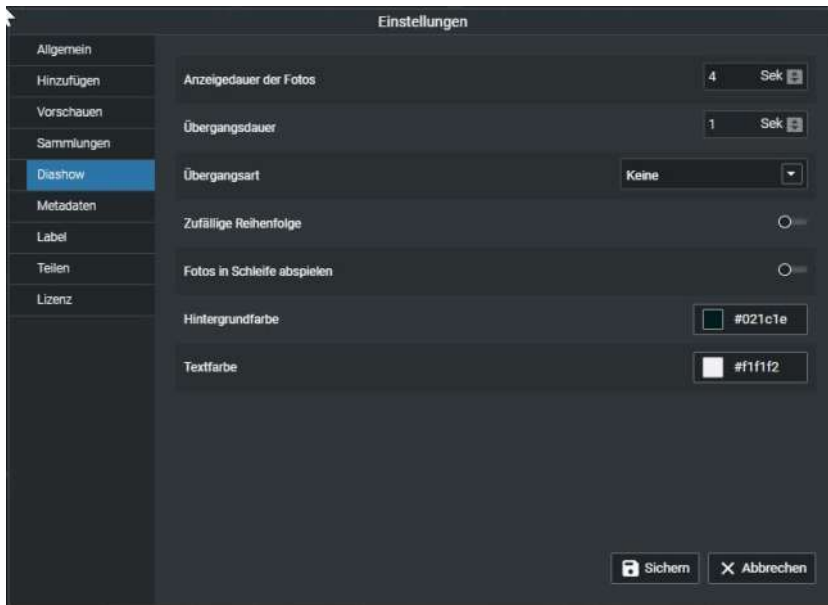 Einstellungen
Allgemein
Hinzufügen
Vorschauen
Sammlungen
Diashow
Metadaten
Label
Teilen
Lizenz
Anzeigedauer der Fotos 4 Sek
Übergangsdauer 1 Sek
Übergangsart Keine
Zufällige Reihenfolge
Fotos in Schleife abspielen
Hintergrundfarbe #021c1e
Textfarbe #f1f1f2
Sichern Abbrechen